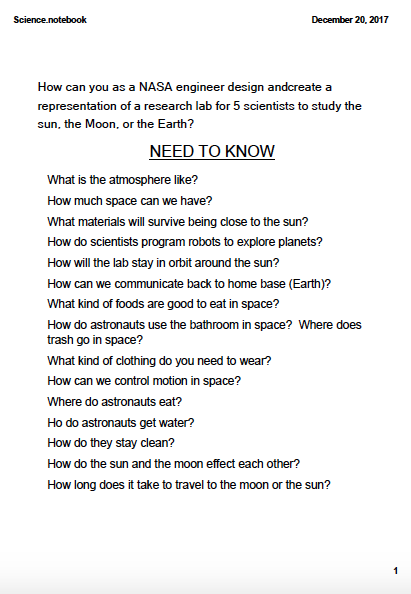 Science.notebook December 20, 2017
How can you as a NASA engineer design andcreate a
representation of a research lab for 5 scientists to study the
sun, the Moon, or the Earth?
NEED TO KNOW
What is the atmosphere like?
How much space can we have?
What materials will survive being close to the sun?
How do scientists program robots to explore planets?
How will the lab stay in orbit around the sun?
How can we communicate back to home base (Earth)?
What kind of foods are good to eat in space?
How do astronauts use the bathroom in space? Where does
trash go in space?
What kind of clothing do you need to wear?
How can we control motion in space?
Where do astronauts eat?
Ho do astronauts get water?
How do they stay clean?
How do the sun and the moon effect each other?
How long does it take to travel to the moon or the sun?
1